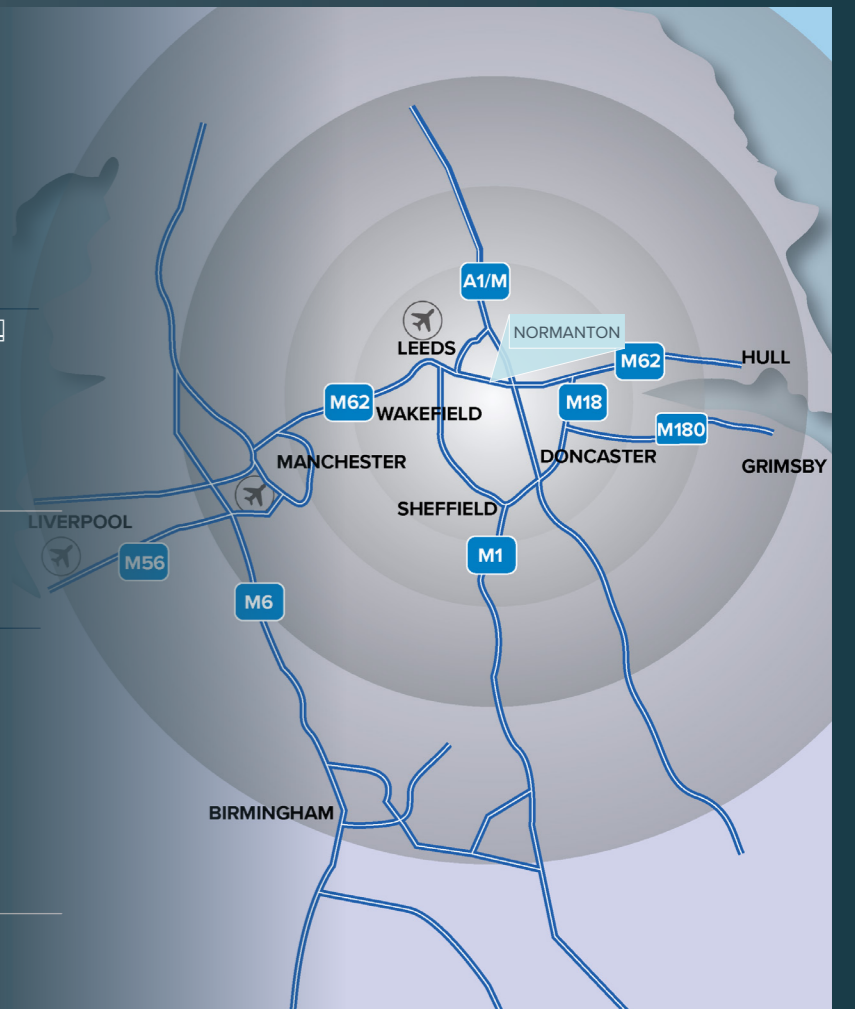 A1/M
NORMANTON
LEEDS
M62
HULL
M62
WAKEFIELD
M18
M180
MANCHESTER
DONCASTER
GRIMSBY
SHEFFIELD
LIVERPOOL
M56
M1
M6
BIRMINGHAM